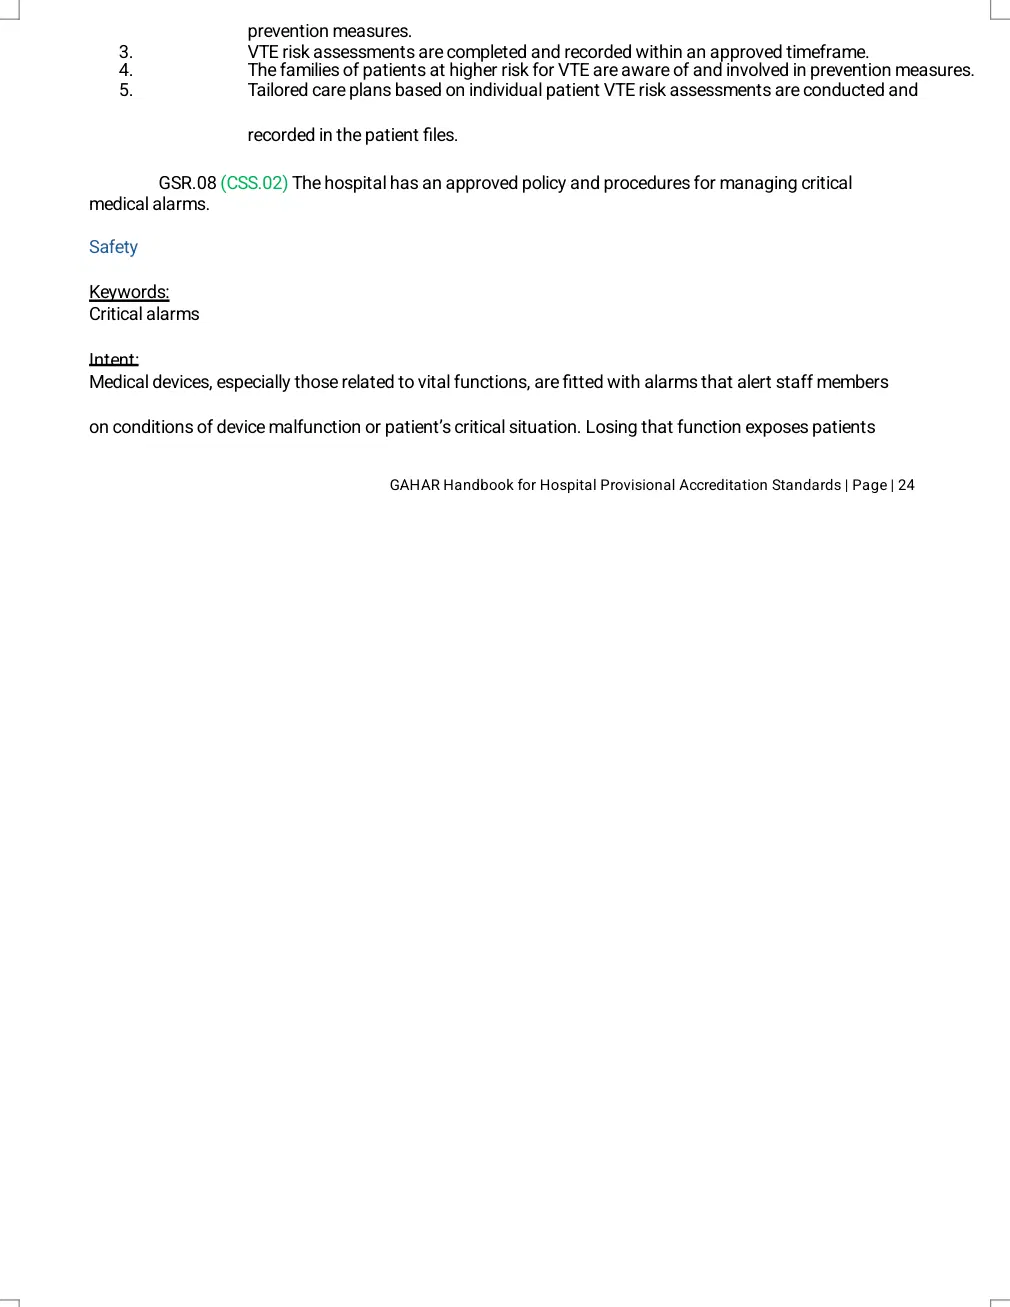 prevention measures.
3. VTE risk assessments are completed and recorded within an approved timeframe.
4. The families of patients at higher risk for VTE are aware of and involved in prevention measures.
5. Tailored care plans based on individual patient VTE risk assessments are conducted and
recorded in the patient files.
GSR.08 (CSS.02) The hospital has an approved policy and procedures for managing critical
medical alarms.
Safety
Keywords:
Critical alarms
Intent:
Medical devices, especially those related to vital functions, are fitted with alarms that alert staff members
on conditions of device malfunction or patient’s critical situation. Losing that function exposes patients
GAHAR Handbook for Hospital Provisional Accreditation Standards | Page | 24